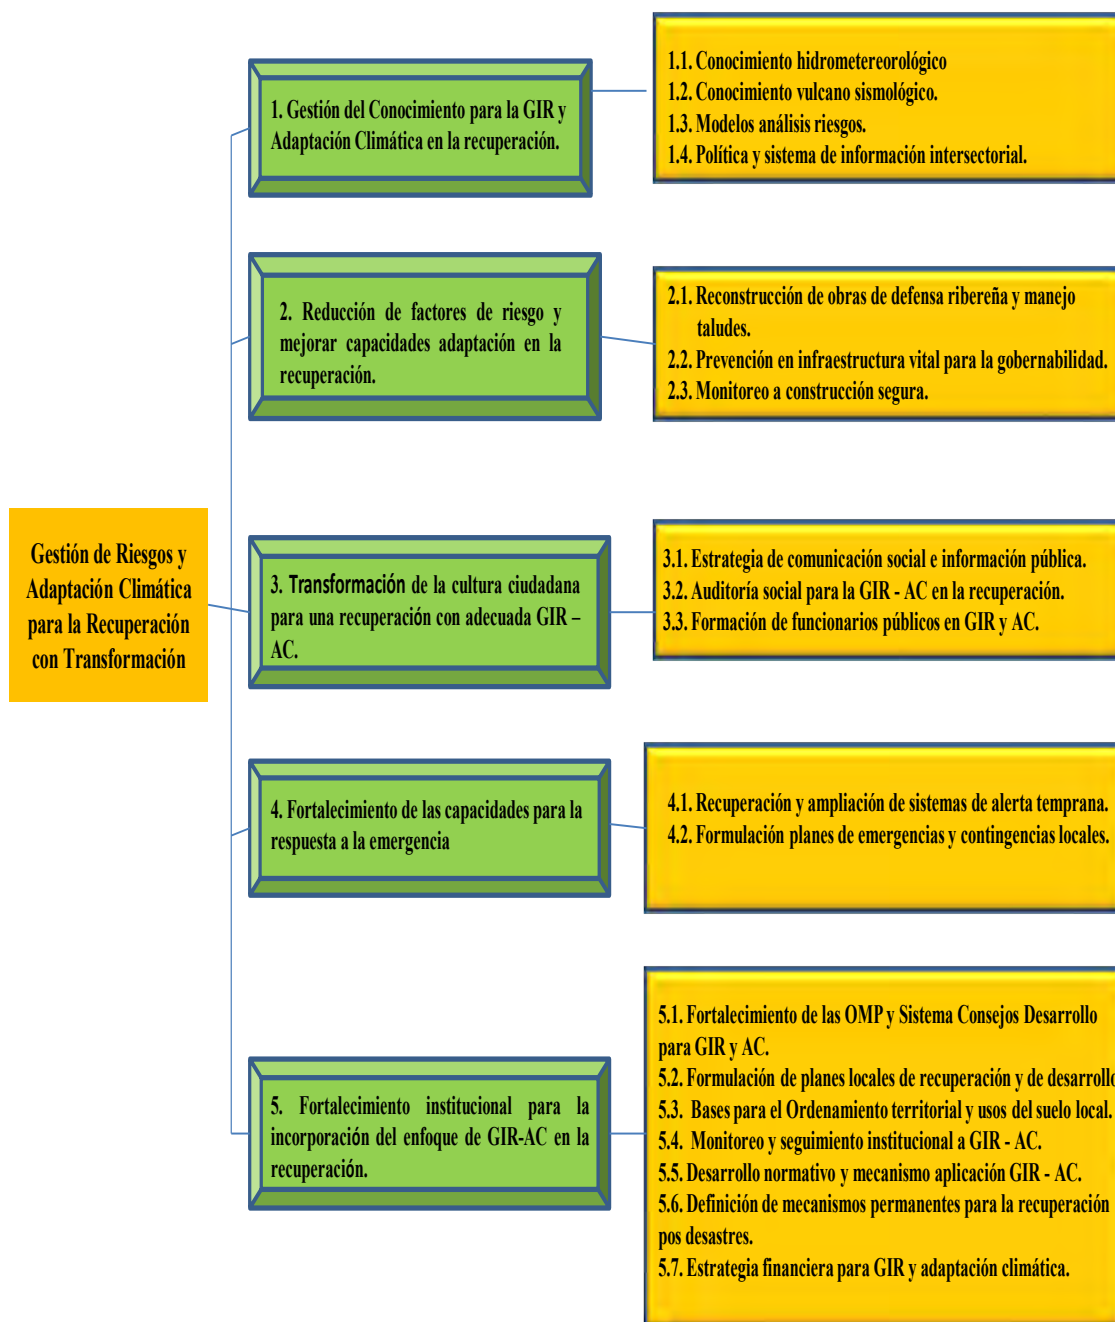 Gestión de Riesgos y
Adaptación Climática
para la Recuperación
con Transformación
1. Gestión del Conocimiento para la GIR y
Adaptación Climática en la recuperación.
1.1. Conocimiento hidrometereorológico
1.2. Conocimiento vulcano sismológico.
1.3. Modelos análisis riesgos.
1.4. Política y sistema de información intersectorial.
2. Reducción de factores de riesgo y
mejorar capacidades adaptación en la
recuperación.
2.1. Reconstrucción de obras de defensa ribereña y manejo
taludes.
2.2. Prevención en infraestructura vital para la gobernabilidad.
2.3. Monitoreo a construcción segura.
3. Transformación de la cultura ciudadana
para una recuperación con adecuada GIR –
AC.
3.1. Estrategia de comunicación social e información pública.
3.2. Auditoría social para la GIR - AC en la recuperación.
3.3. Formación de funcionarios públicos en GIR y AC.
4. Fortalecimiento de las capacidades para la
respuesta a la emergencia
4.1. Recuperación y ampliación de sistemas de alerta temprana.
4.2. Formulación planes de emergencias y contingencias locales.
5. Fortalecimiento institucional para la
incorporación del enfoque de GIR-AC en la
recuperación.
5.1. Fortalecimiento de las OMP y Sistema Consejos Desarrollo
para GIR y AC.
5.2. Formulación de planes locales de recuperación y de desarrollo
5.3. Bases para el Ordenamiento territorial y usos del suelo local.
5.4. Monitoreo y seguimiento institucional a GIR - AC.
5.5. Desarrollo normativo y mecanismo aplicación GIR - AC.
5.6. Definición de mecanismos permanentes para la recuperación
pos desastres.
5.7. Estrategia financiera para GIR y adaptación climática.